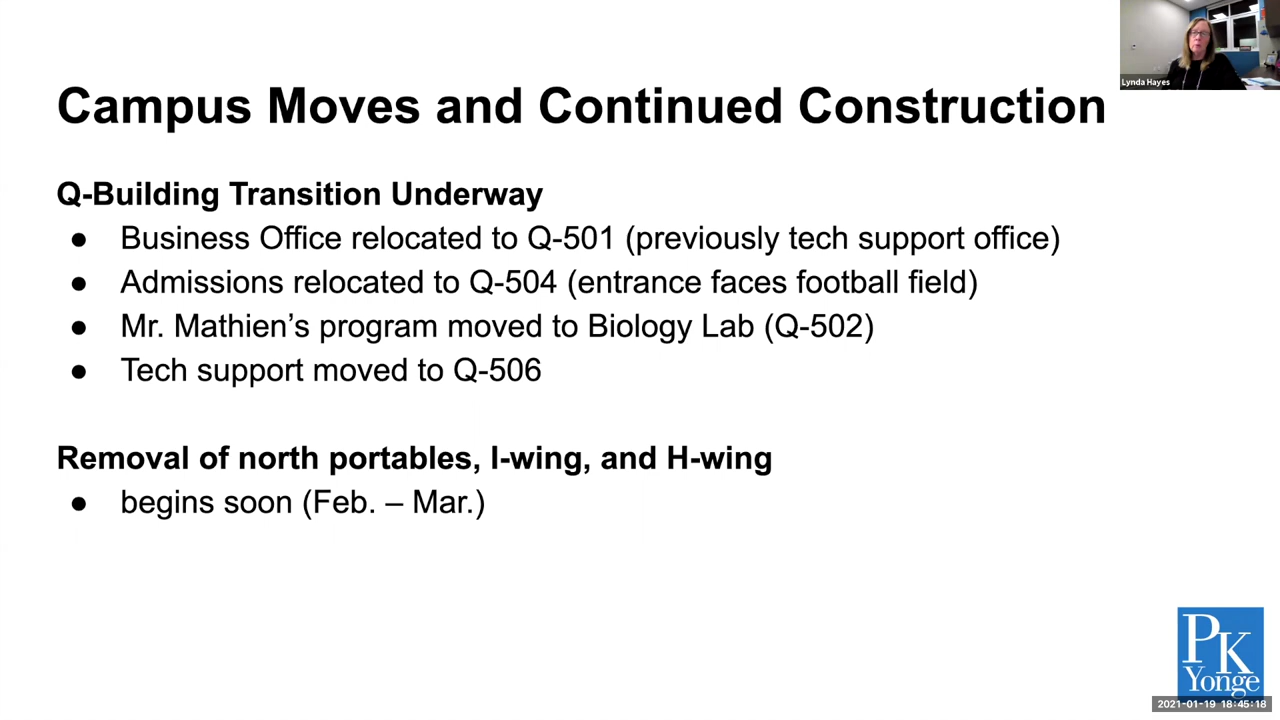 Lynda Hayes
Campus Moves and Continued Construction
Q-Building Transition Underway
● Business Office relocated to Q-501 (previously tech support office)
● Admissions relocated to Q-504 (entrance faces football field)
● Mr. Mathien’s program moved to Biology Lab (Q-502)
● Tech support moved to Q-506
Removal of north portables, I-wing, and H-wing
● begins soon (Feb. – Mar.)
PK
Yonge
2021-01-19 18:45:18